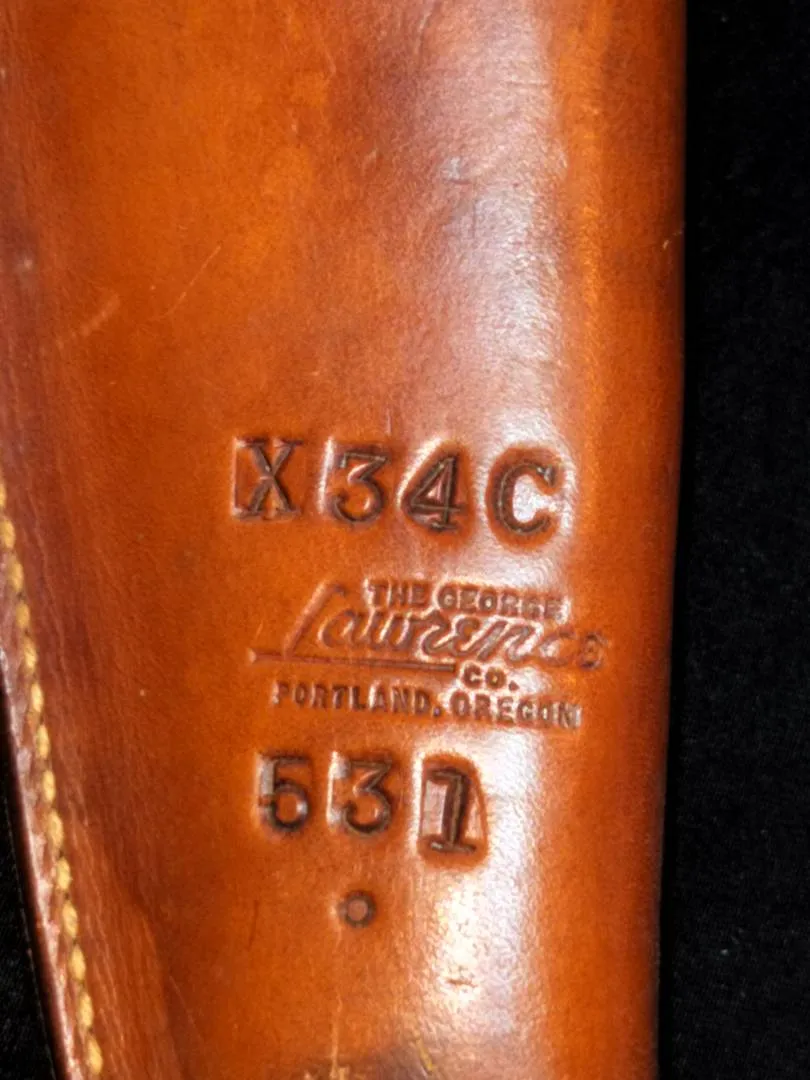 X34C
THE GEORGE
Lawrence
CO.
PORTLAND, OREGON
531